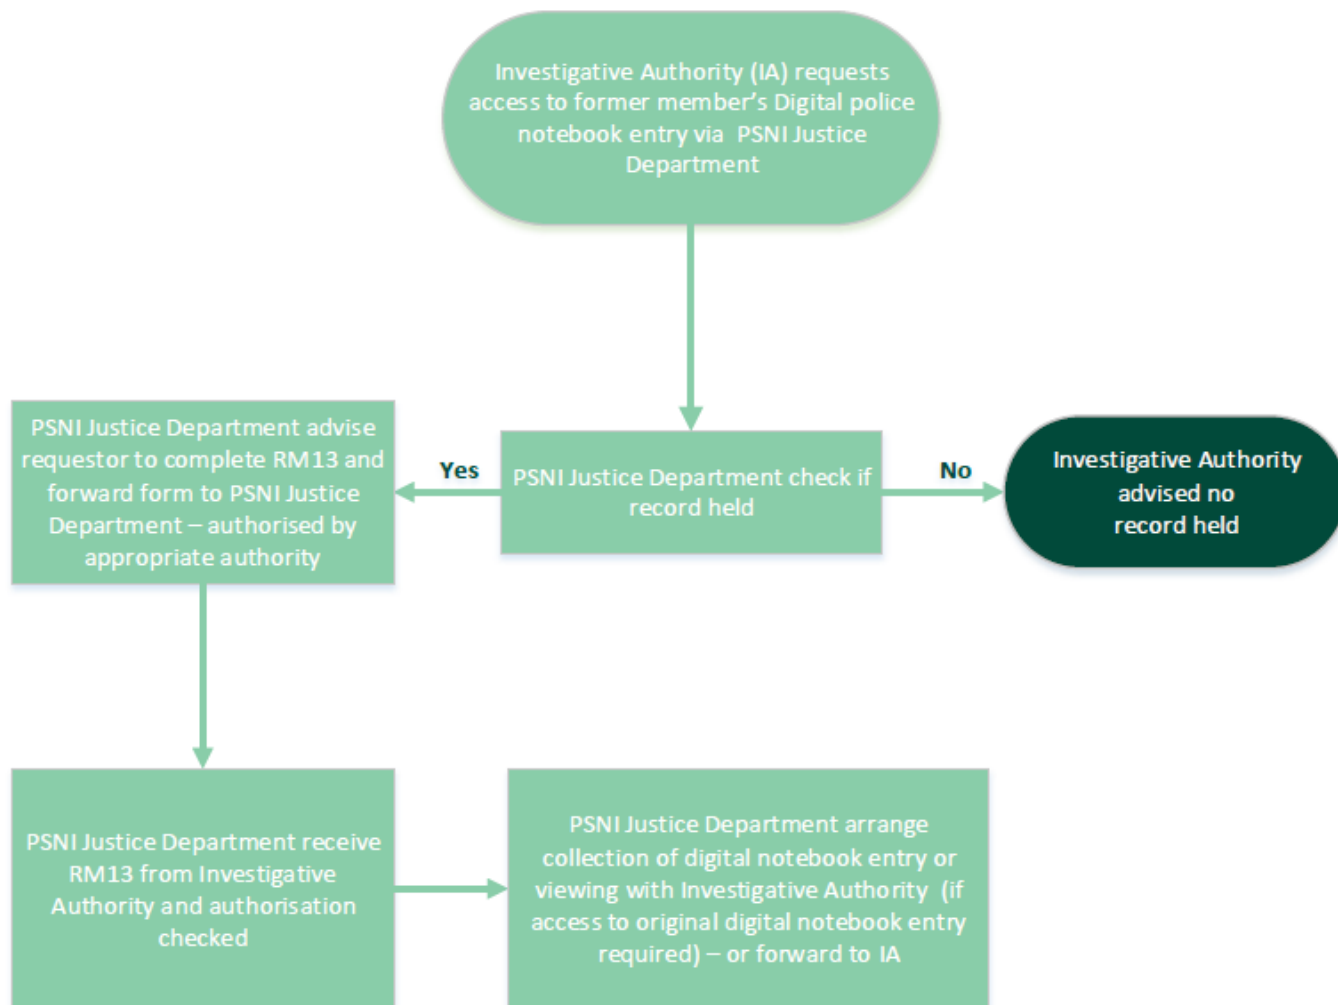 Investigative Authority (IA) requests
access to former member's Digital police
notebook entry via PSNI Justice
Department
PSNI Justice Department advise
requestor to complete RM13 and
forward form to PSNI Justice
Department – authorised by
appropriate authority
Yes
PSNI Justice Department check if
record held
No
Investigative Authority
advised no
record held
PSNI Justice Department receive
RM13 from Investigative
Authority and authorisation
checked
PSNI Justice Department arrange
collection of digital notebook entry or
viewing with Investigative Authority (if
access to original digital notebook entry
required) – or forward to IA